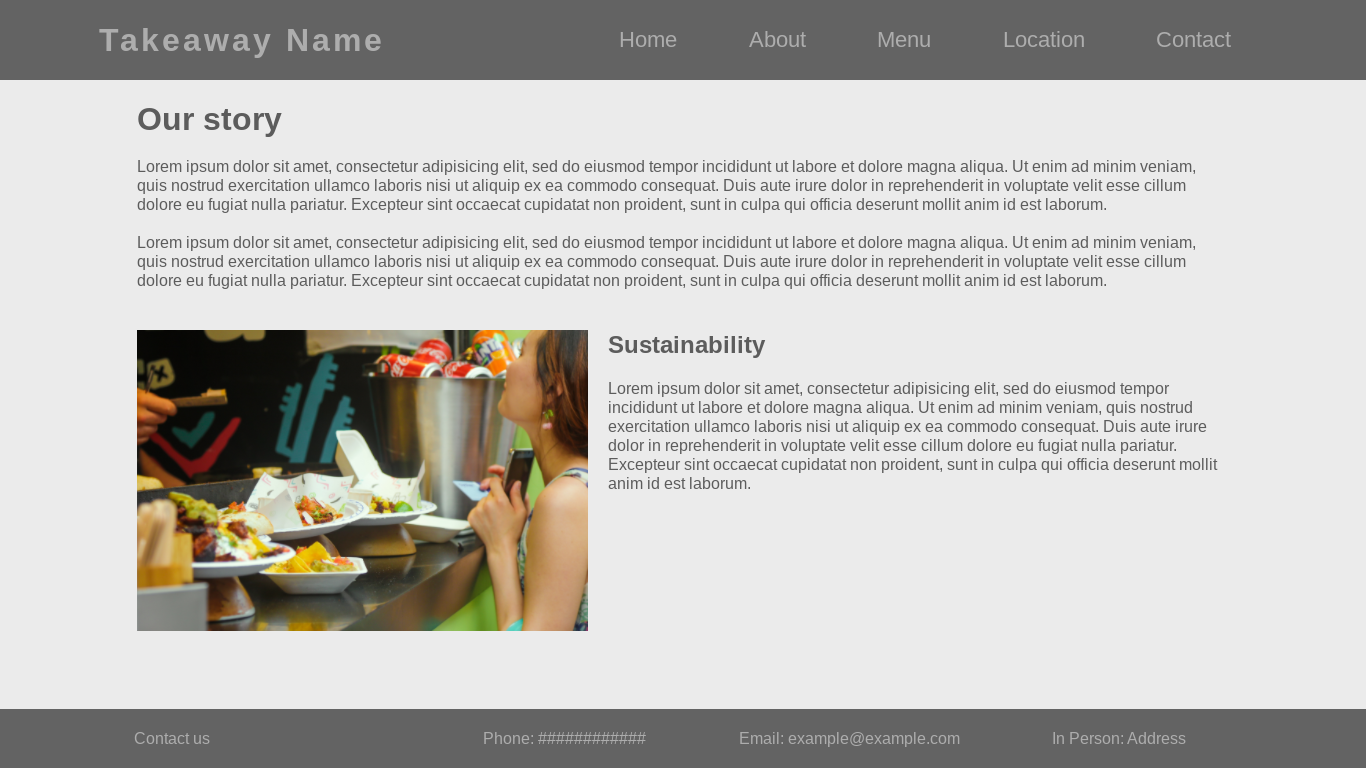 Takeaway Name
Home About Menu Location Contact
Our story
Lorem ipsum dolor sit amet, consectetur adipisicing elit, sed do eiusmod tempor incididunt ut labore et dolore magna aliqua. Ut enim ad minim veniam,
quis nostrud exercitation ullamco laboris nisi ut aliquip ex ea commodo consequat. Duis aute irure dolor in reprehenderit in voluptate velit esse cillum
dolore eu fugiat nulla pariatur. Excepteur sint occaecat cupidatat non proident, sunt in culpa qui officia deserunt mollit anim id est laborum.
Lorem ipsum dolor sit amet, consectetur adipisicing elit, sed do eiusmod tempor incididunt ut labore et dolore magna aliqua. Ut enim ad minim veniam,
quis nostrud exercitation ullamco laboris nisi ut aliquip ex ea commodo consequat. Duis aute irure dolor in reprehenderit in voluptate velit esse cillum
dolore eu fugiat nulla pariatur. Excepteur sint occaecat cupidatat non proident, sunt in culpa qui officia deserunt mollit anim id est laborum.
Sustainability
Lorem ipsum dolor sit amet, consectetur adipisicing elit, sed do eiusmod tempor
incididunt ut labore et dolore magna aliqua. Ut enim ad minim veniam, quis nostrud
exercitation ullamco laboris nisi ut aliquip ex ea commodo consequat. Duis aute irure
dolor in reprehenderit in voluptate velit esse cillum dolore eu fugiat nulla pariatur.
Excepteur sint occaecat cupidatat non proident, sunt in culpa qui officia deserunt mollit
anim id est laborum.
Contact us
Phone: ############
Email: example@example.com
In Person: Address